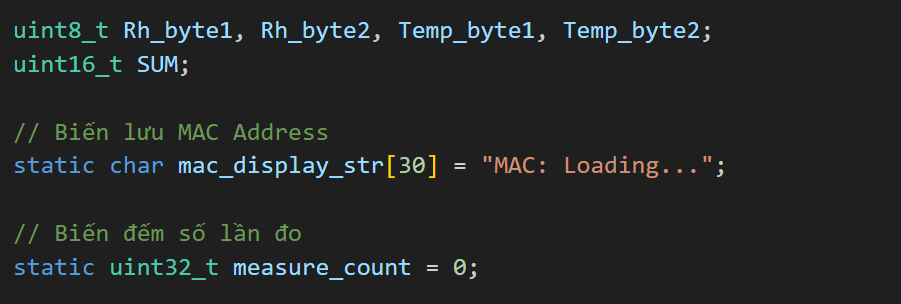 uint8_t Rh_byte1, Rh_byte2, Temp_byte1, Temp_byte2;
uint16_t SUM;
// Biến lưu MAC Address
static char mac_display_str[30] = "MAC: Loading...";
// Biến đếm số lần đo
static uint32_t measure_count = 0;